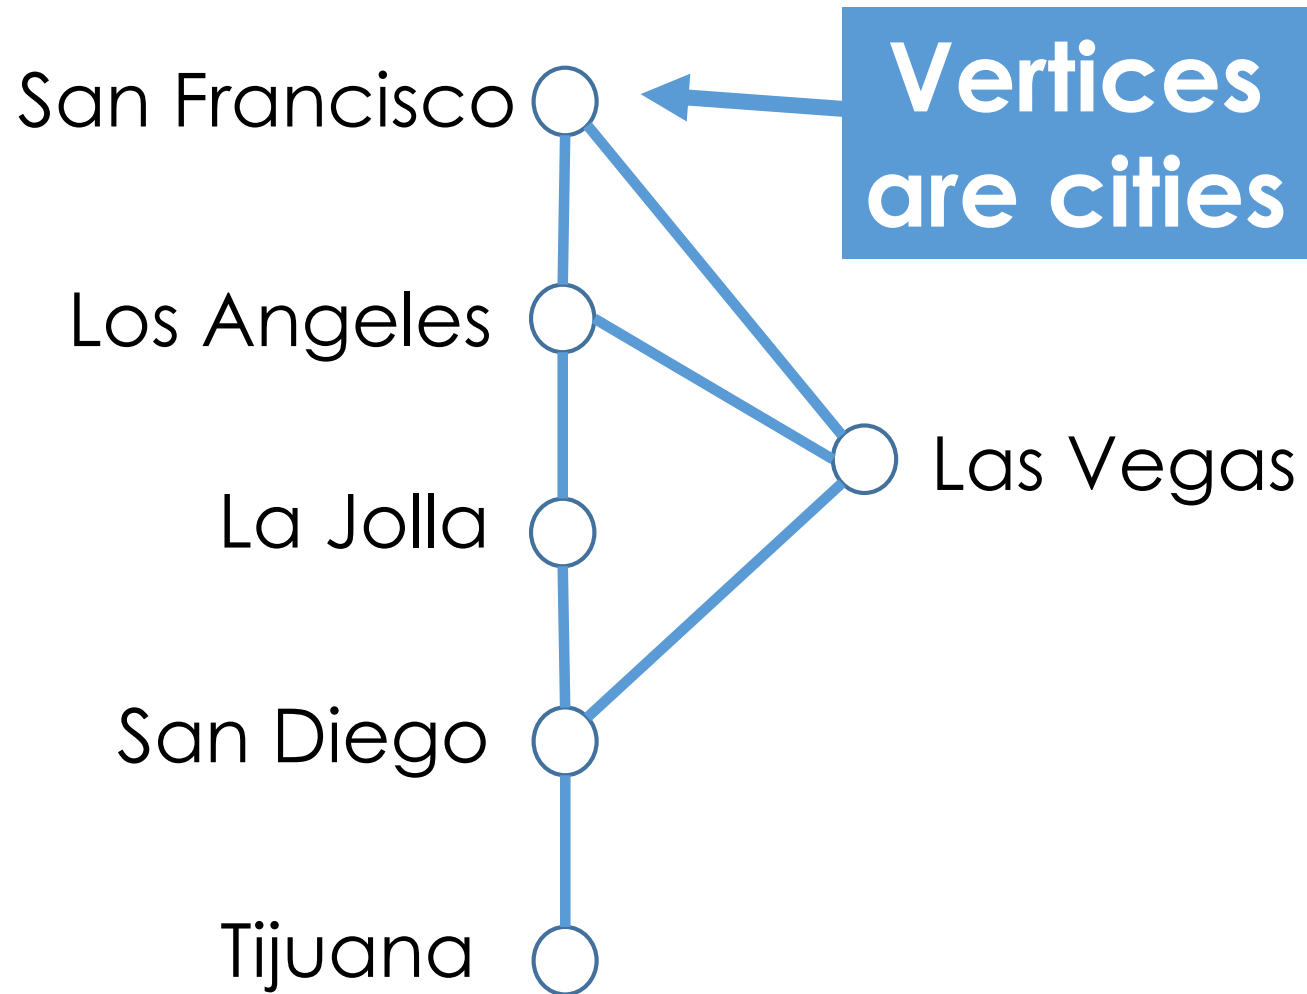 San Francisco
Vertices
are cities
Los Angeles
Las Vegas
La Jolla
San Diego
Tijuana